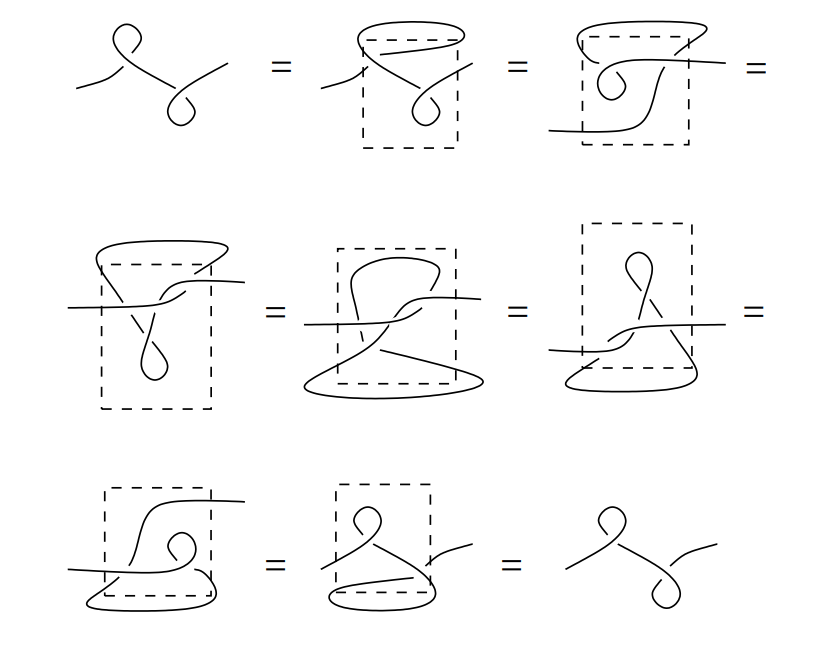 = = =
= = =
= =